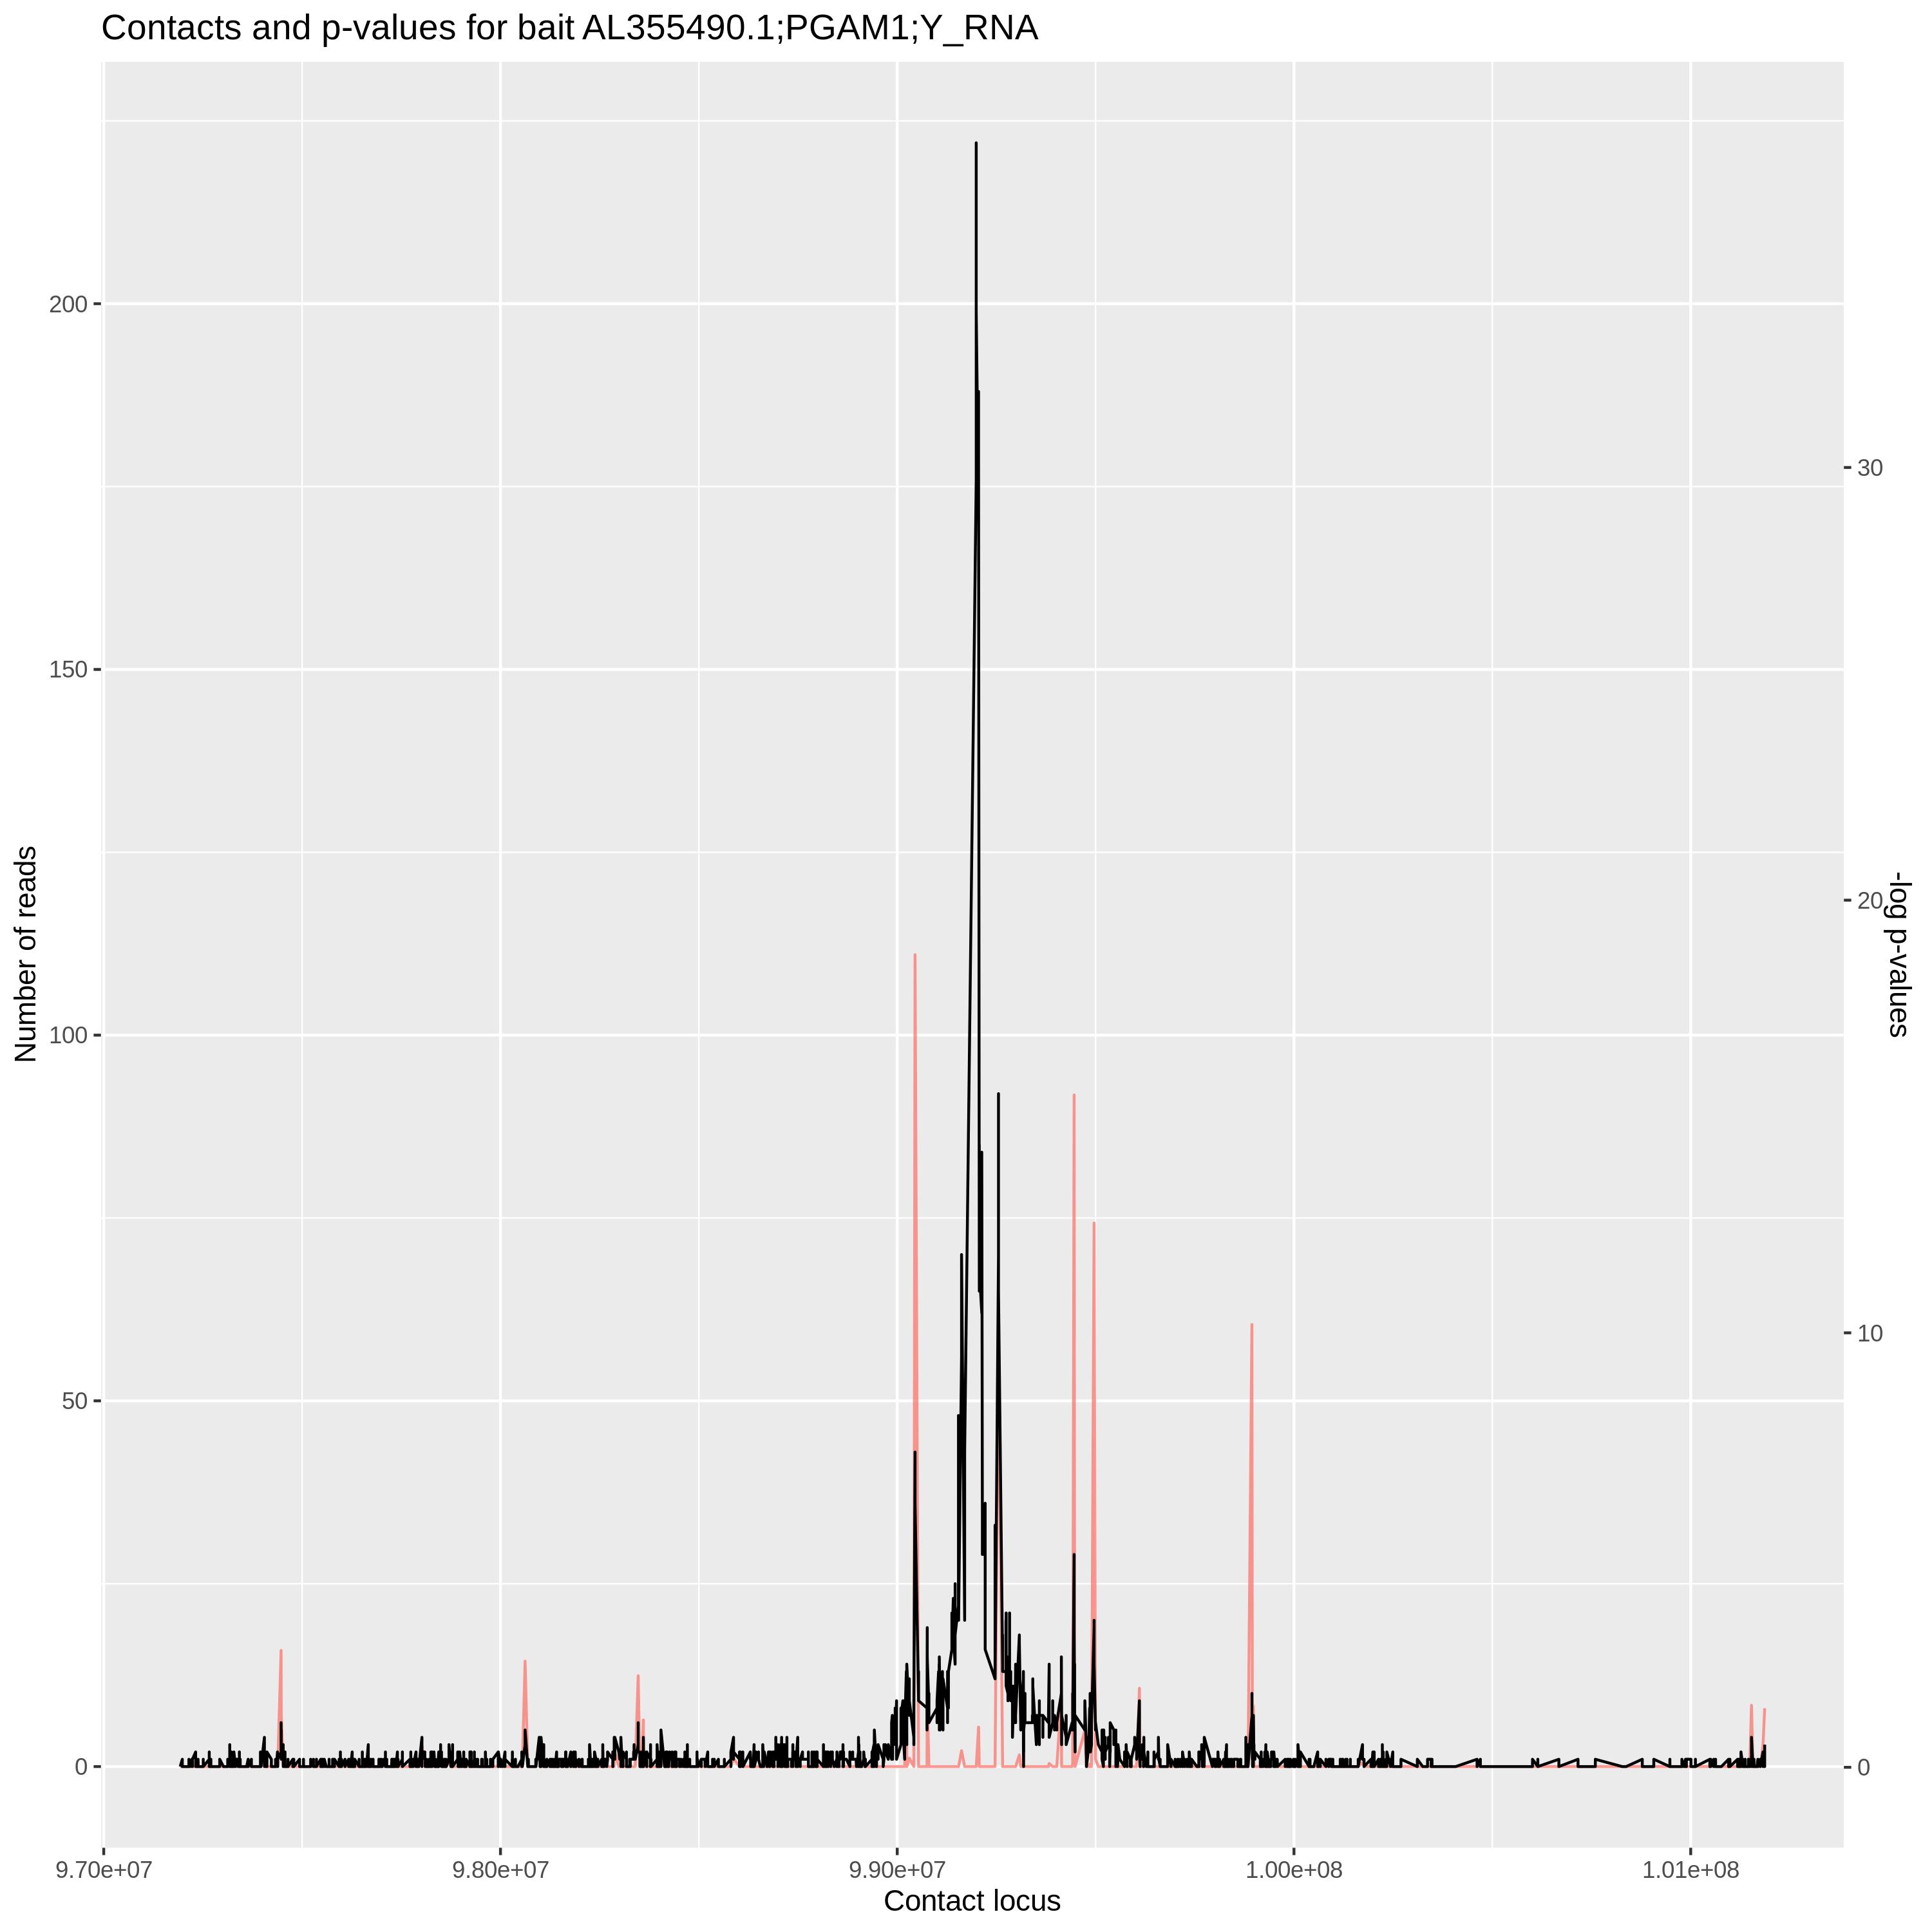 Contacts and p-values for bait AL355490.1;PGAM1;Y_RNA
200
150
100
50
0
Number of reads
30
20
10
0
-log p-values
9.70e+07
9.80e+07
9.90e+07
1.00e+08
1.01e+08
Contact locus